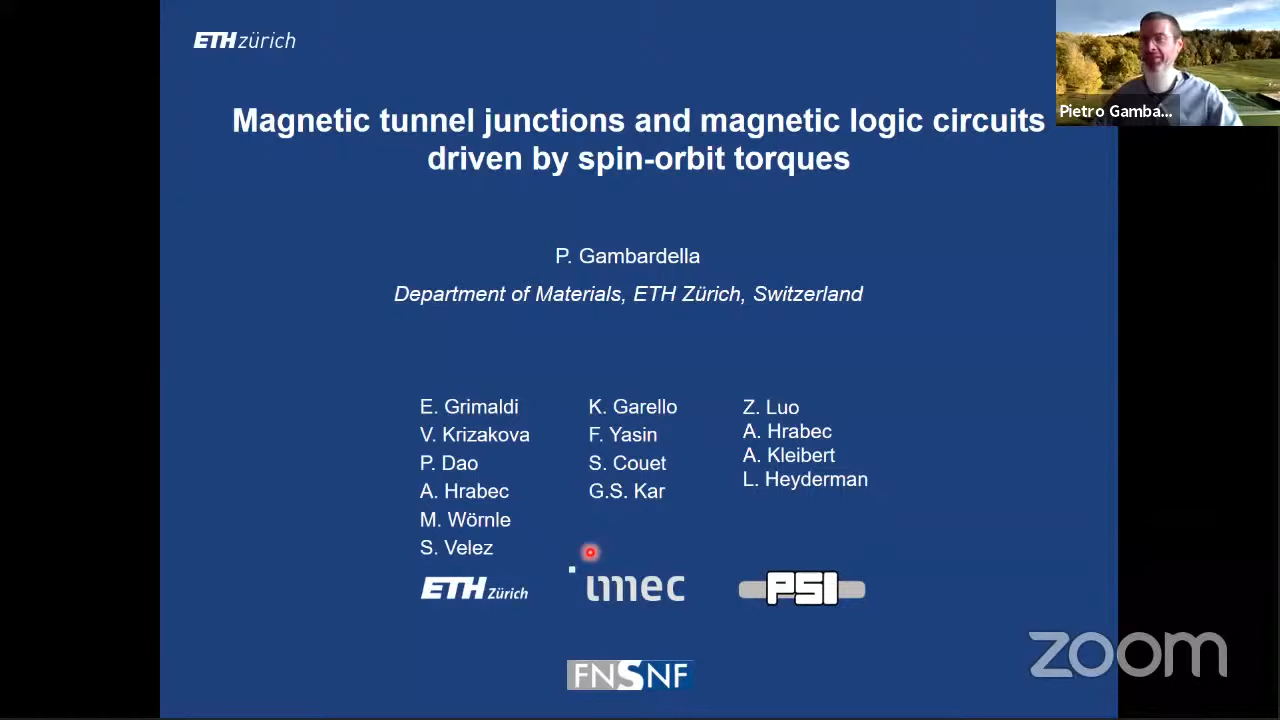 ETH zürich
Pietro Gamba...
Magnetic tunnel junctions and magnetic logic circuits
driven by spin-orbit torques
P. Gambardella
Department of Materials, ETH Zürich, Switzerland
E. Grimaldi
V. Krizakova
P. Dao
A. Hrabec
M. Wörnle
S. Velez
ETH Zürich
K. Garello
F. Yasin
S. Couet
G.S. Kar
imec
Z. Luo
A. Hrabec
A. Kleibert
L. Heyderman
PSI
FNSNF
zoom